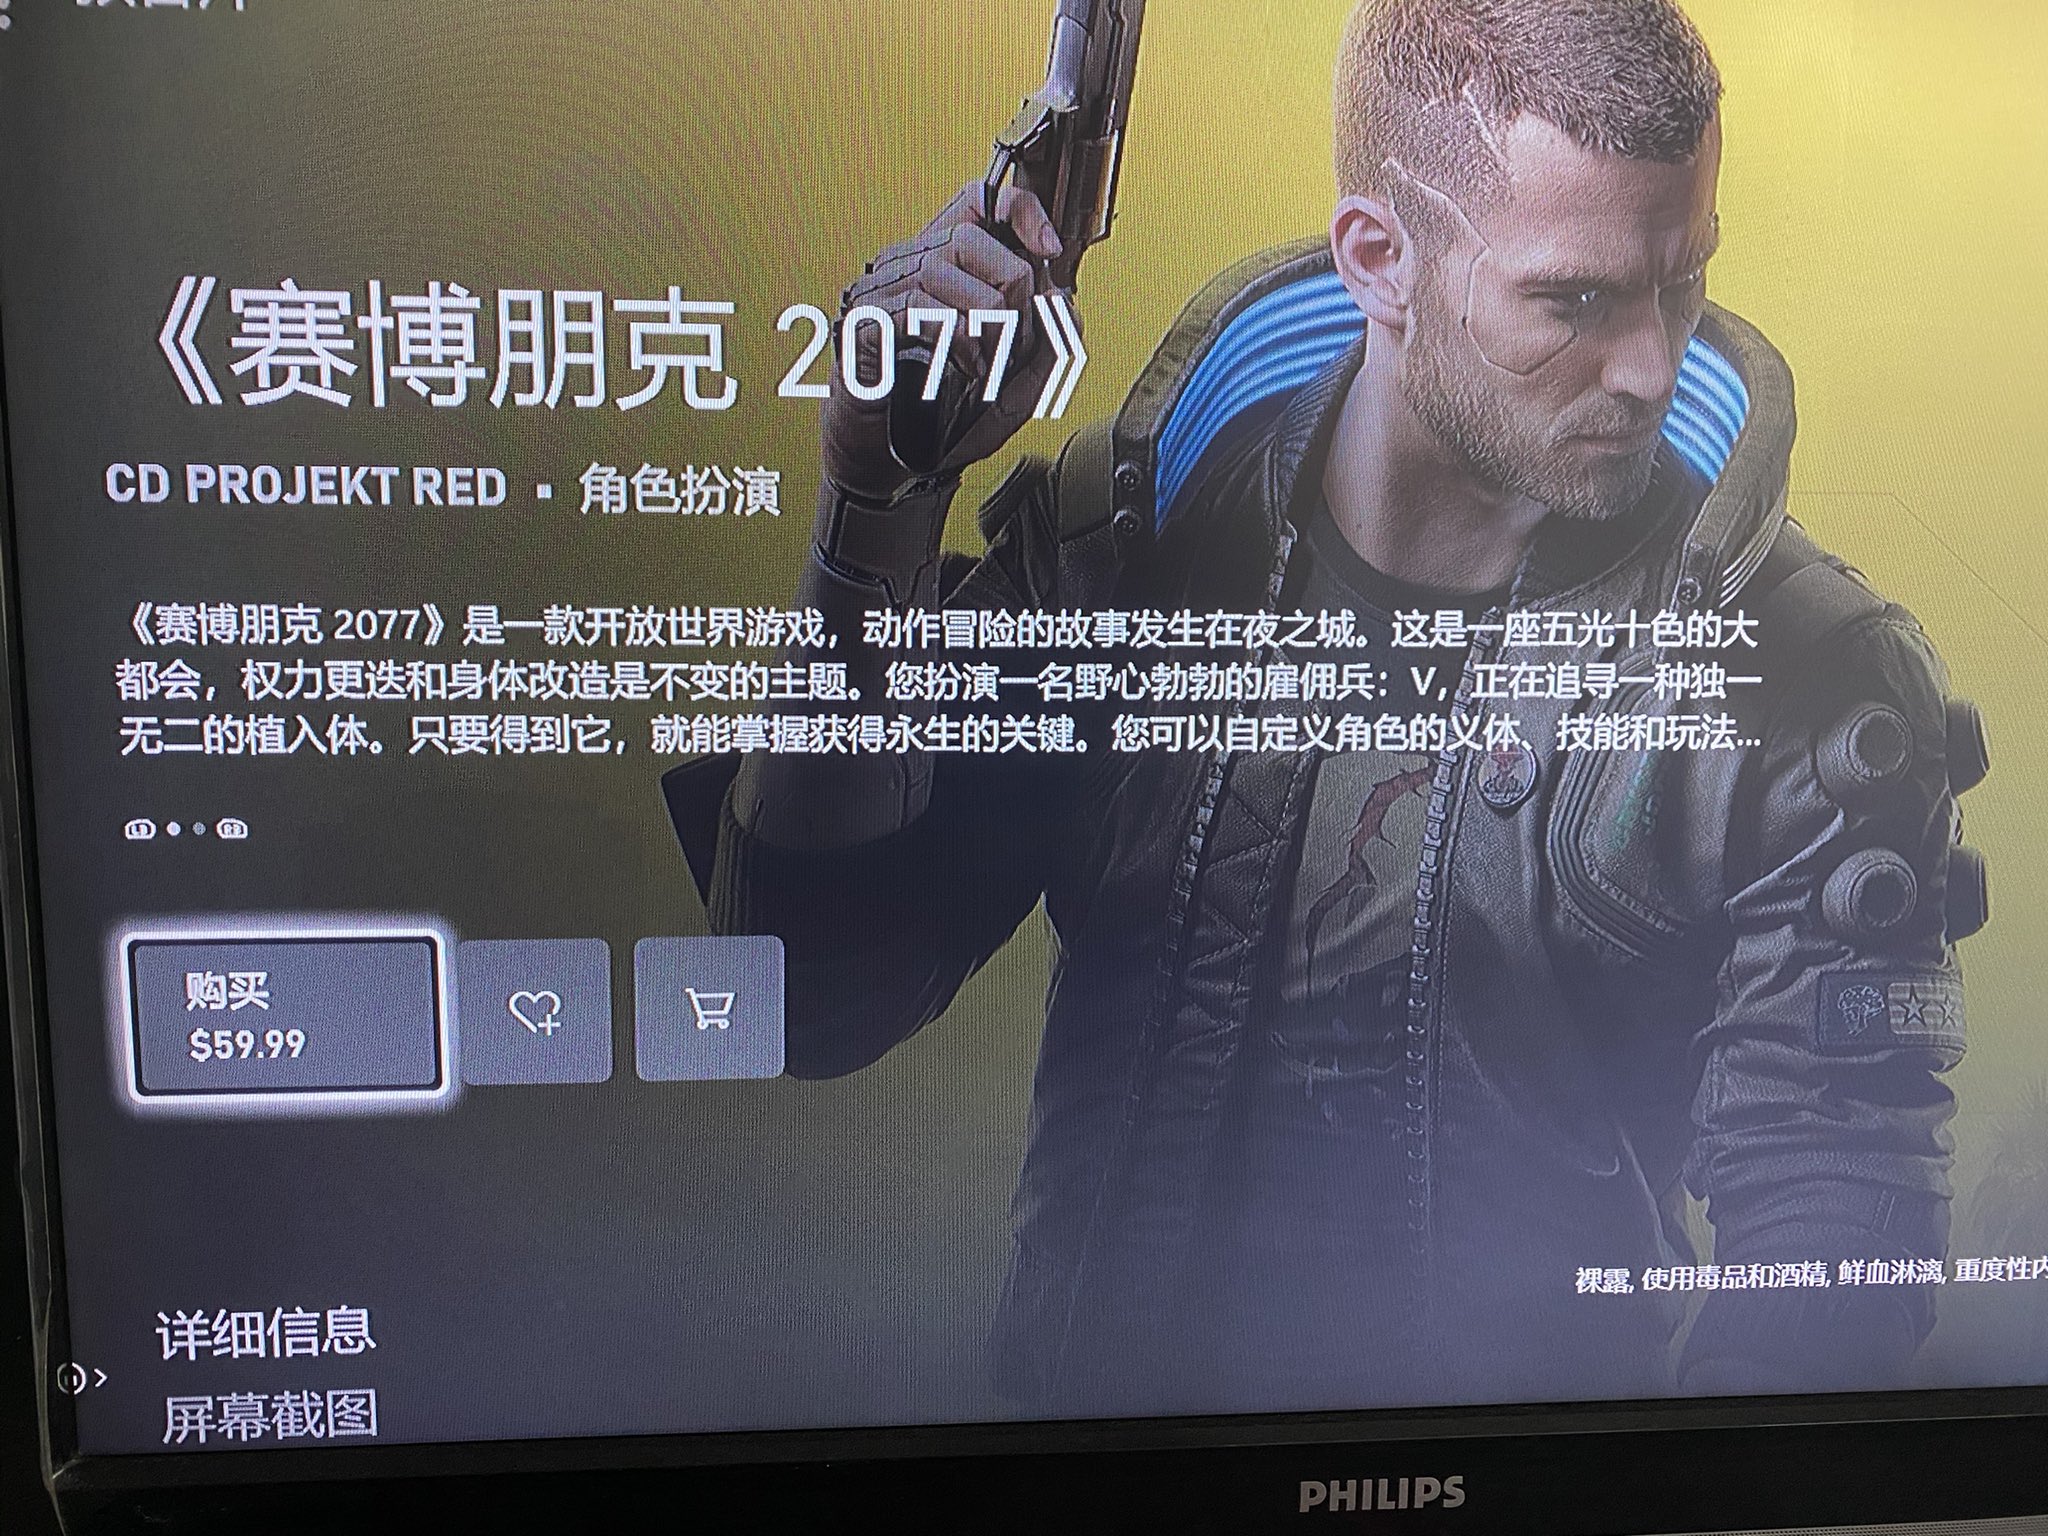 《赛博朋克 2077》
CD PROJEKT RED ▪ 角色扮演
《赛博朋克 2077》是一款开放世界游戏，动作冒险的故事发生在夜之城。这是一座五光十色的大
都会，权力更迭和身体改造是不变的主题。您扮演一名野心勃勃的雇佣兵：V，正在追寻一种独一
无二的植入体。只要得到它，就能掌握获得永生的关键。您可以自定义角色的义体、技能和玩法...
LB RB
购买
$59.99
裸露, 使用毒品和酒精, 鲜血淋漓, 重度性内
详细信息
屏幕截图
PHILIPS